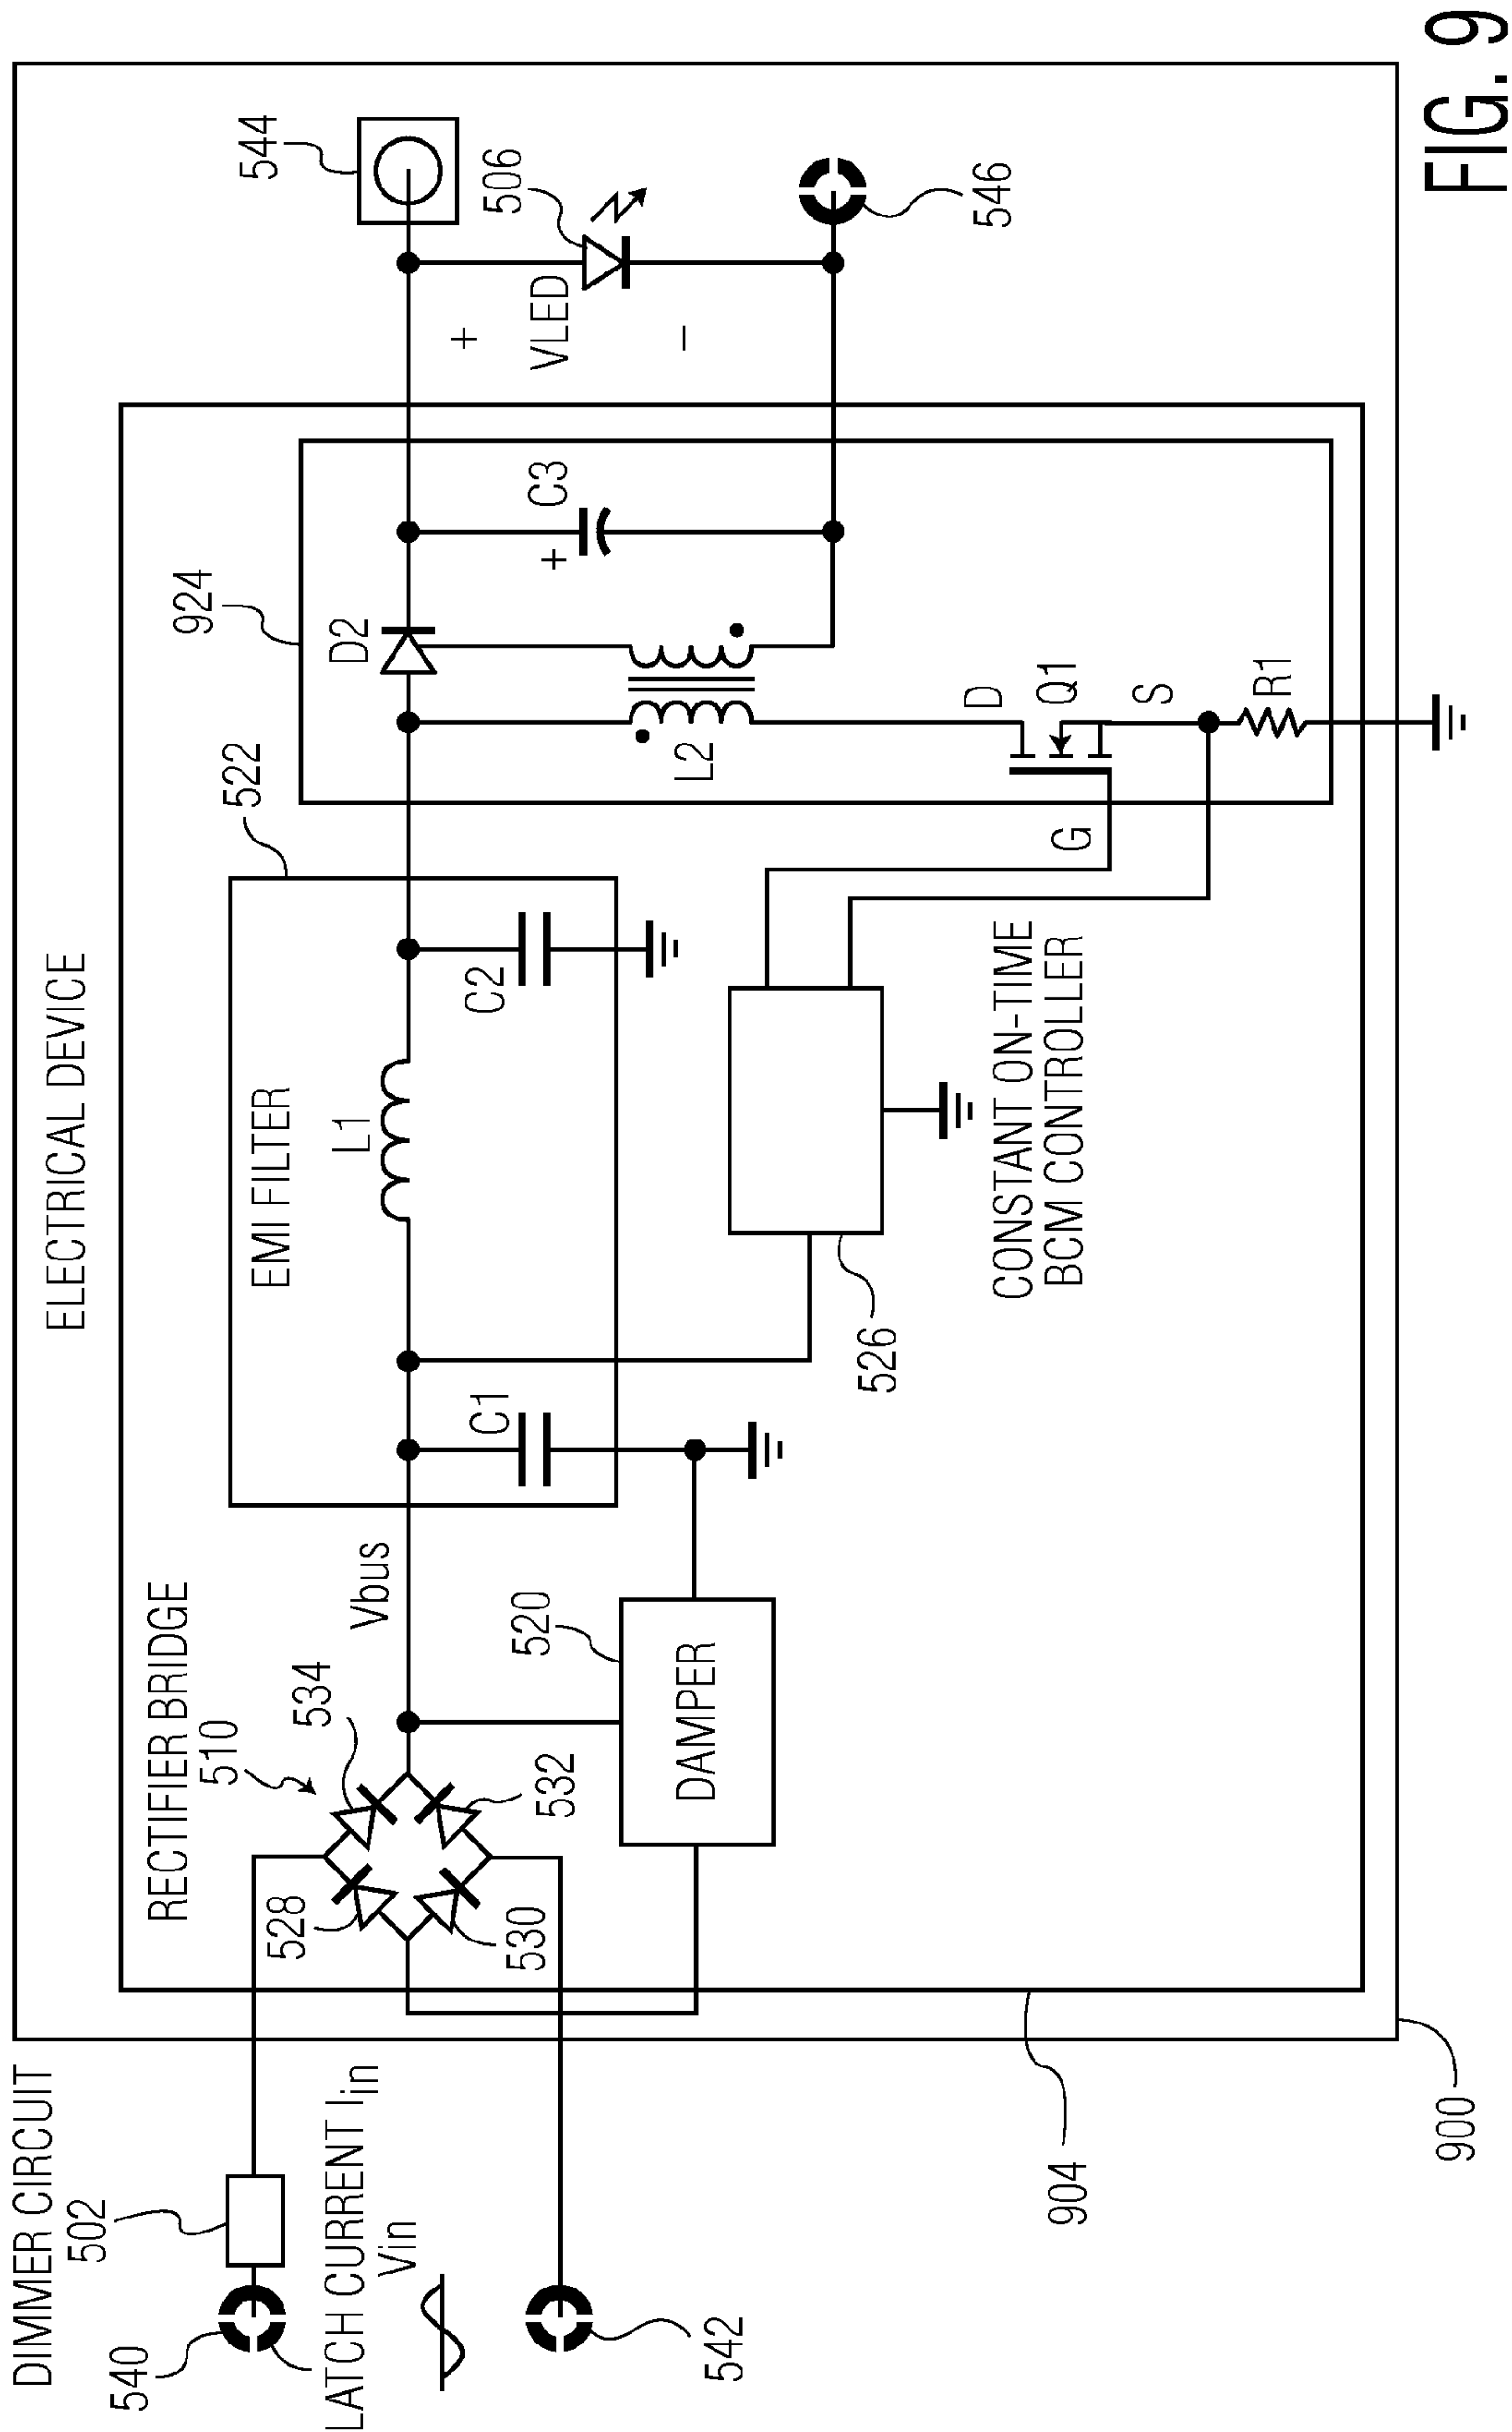 ELECTRICAL DEVICE
DIMMER CIRCUIT
502
540
LATCH CURRENT Iin
Vin
542
RECTIFIER BRIDGE
510
534
528
532
530
Vbus
520
DAMPER
EMI FILTER
522
L1
C1
C2
526
CONSTANT ON-TIME
BCM CONTROLLER
924
D2
C3
+
L2
D
G
Q1
S
R1
544
506
+
VLED
−
546
904
900
FIG. 9